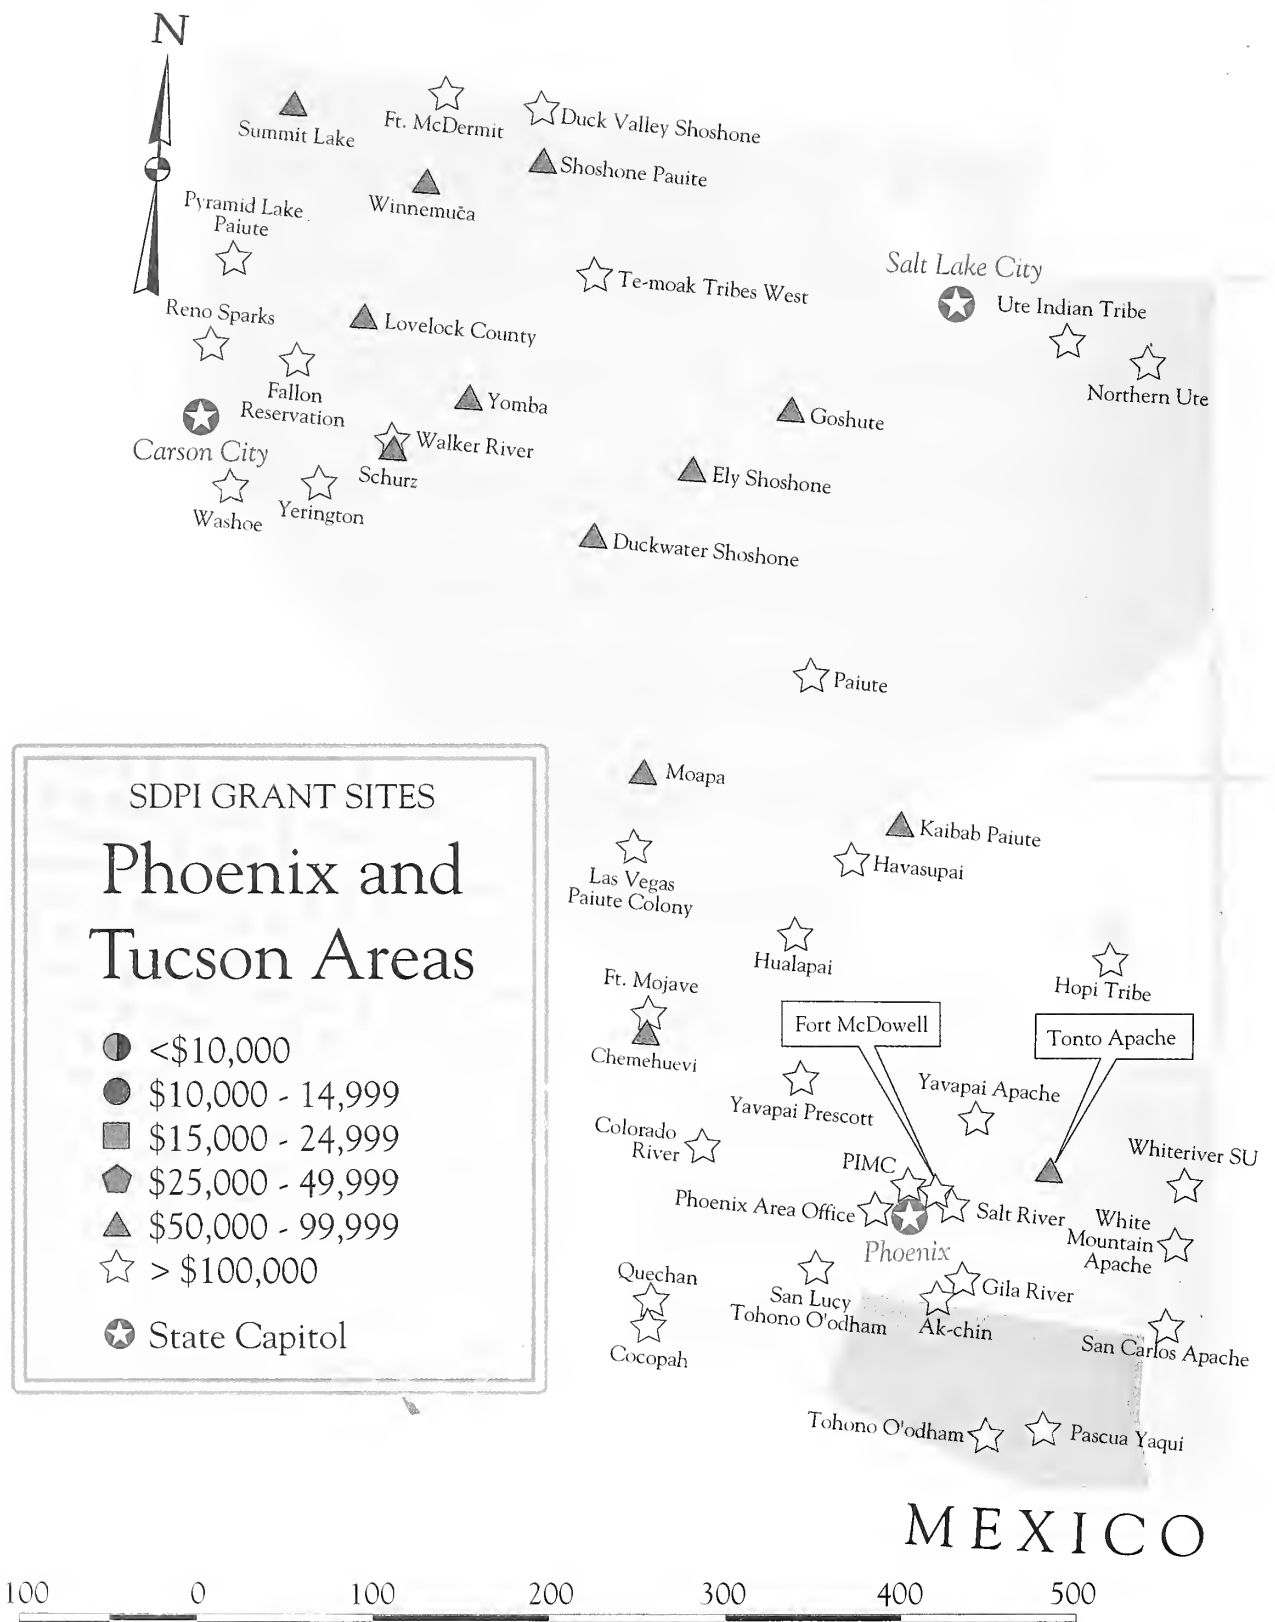 N
Summit Lake
Ft. McDermit
Duck Valley Shoshone
Shoshone Pauite
Winnemuča
Pyramid Lake
Paiute
Te-moak Tribes West
Salt Lake City
Ute Indian Tribe
Northern Ute
Reno Sparks
Lovelock County
Fallon
Reservation
Yomba
Goshute
Carson City
Walker River
Schurz
Ely Shoshone
Washoe
Yerington
Duckwater Shoshone
Paiute
Moapa
Kaibab Paiute
Havasupai
Las Vegas
Paiute Colony
Hualapai
Hopi Tribe
Ft. Mojave
Chemehuevi
Fort McDowell
Tonto Apache
Yavapai Prescott
Yavapai Apache
Colorado
River
PIMC
Whiteriver SU
Phoenix Area Office
Salt River
White
Mountain
Apache
Phoenix
Quechan
San Lucy
Tohono O'odham
Gila River
Ak-chin
San Carlos Apache
Cocopah
Tohono O'odham
Pascua Yaqui
SDPI GRANT SITES
Phoenix and
Tucson Areas
<$10,000
$10,000 - 14,999
$15,000 - 24,999
$25,000 - 49,999
$50,000 - 99,999
> $100,000
State Capitol
MEXICO
100 0 100 200 300 400 500